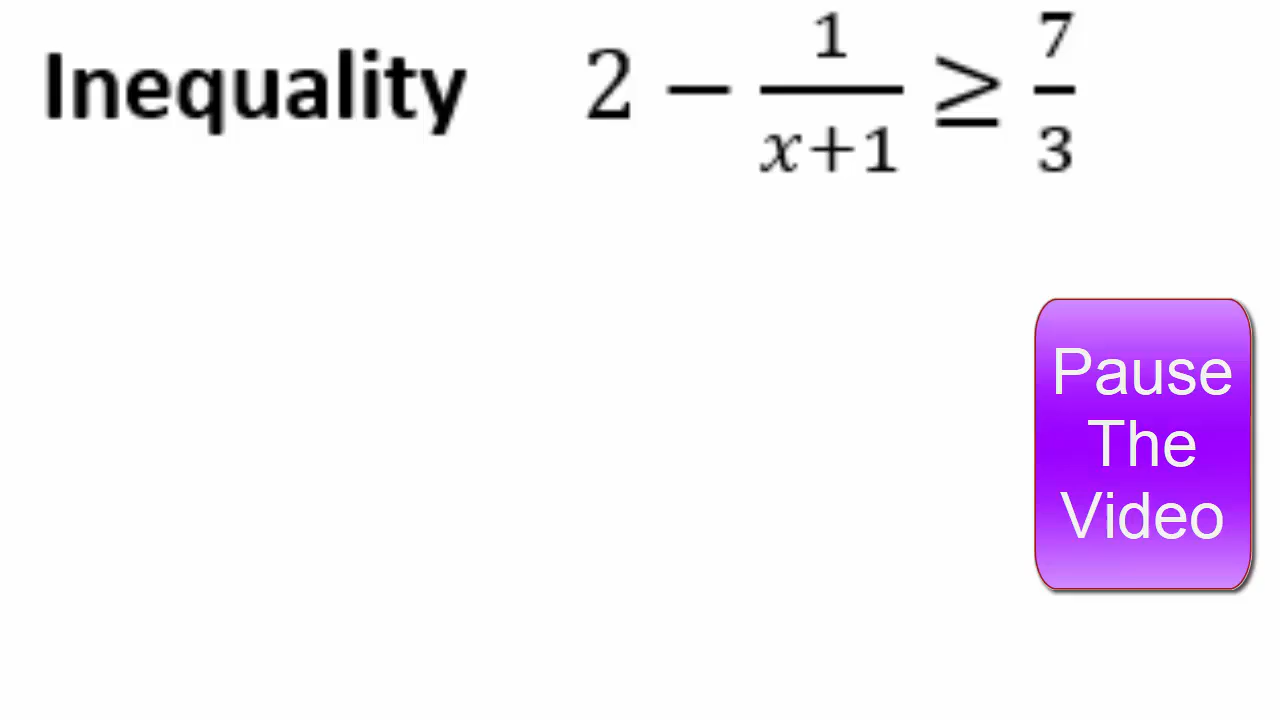 Inequality 2 − 1/(x+1) ≥ 7/3
Pause
The
Video